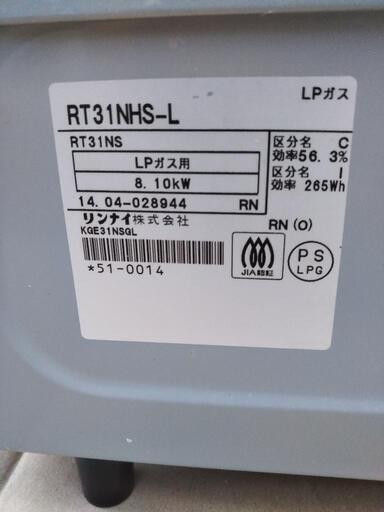 LPガス
RT31NHS-L
RT31NS
LPガス用
8.10kW
区分名 C
効率56.3%
区分名 I
効率 265Wh
14.04-028944 RN
リンナイ株式会社
RN(O)
KGE31NSGL
*51-0014
JIA認証
PS
LPG